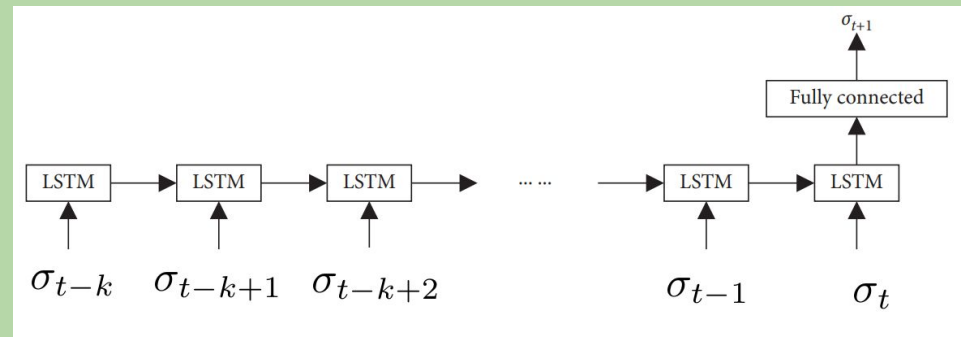 σ_{t+1}
Fully connected
LSTM LSTM LSTM ... ... LSTM LSTM
σ_{t−k} σ_{t−k+1} σ_{t−k+2} σ_{t−1} σ_t